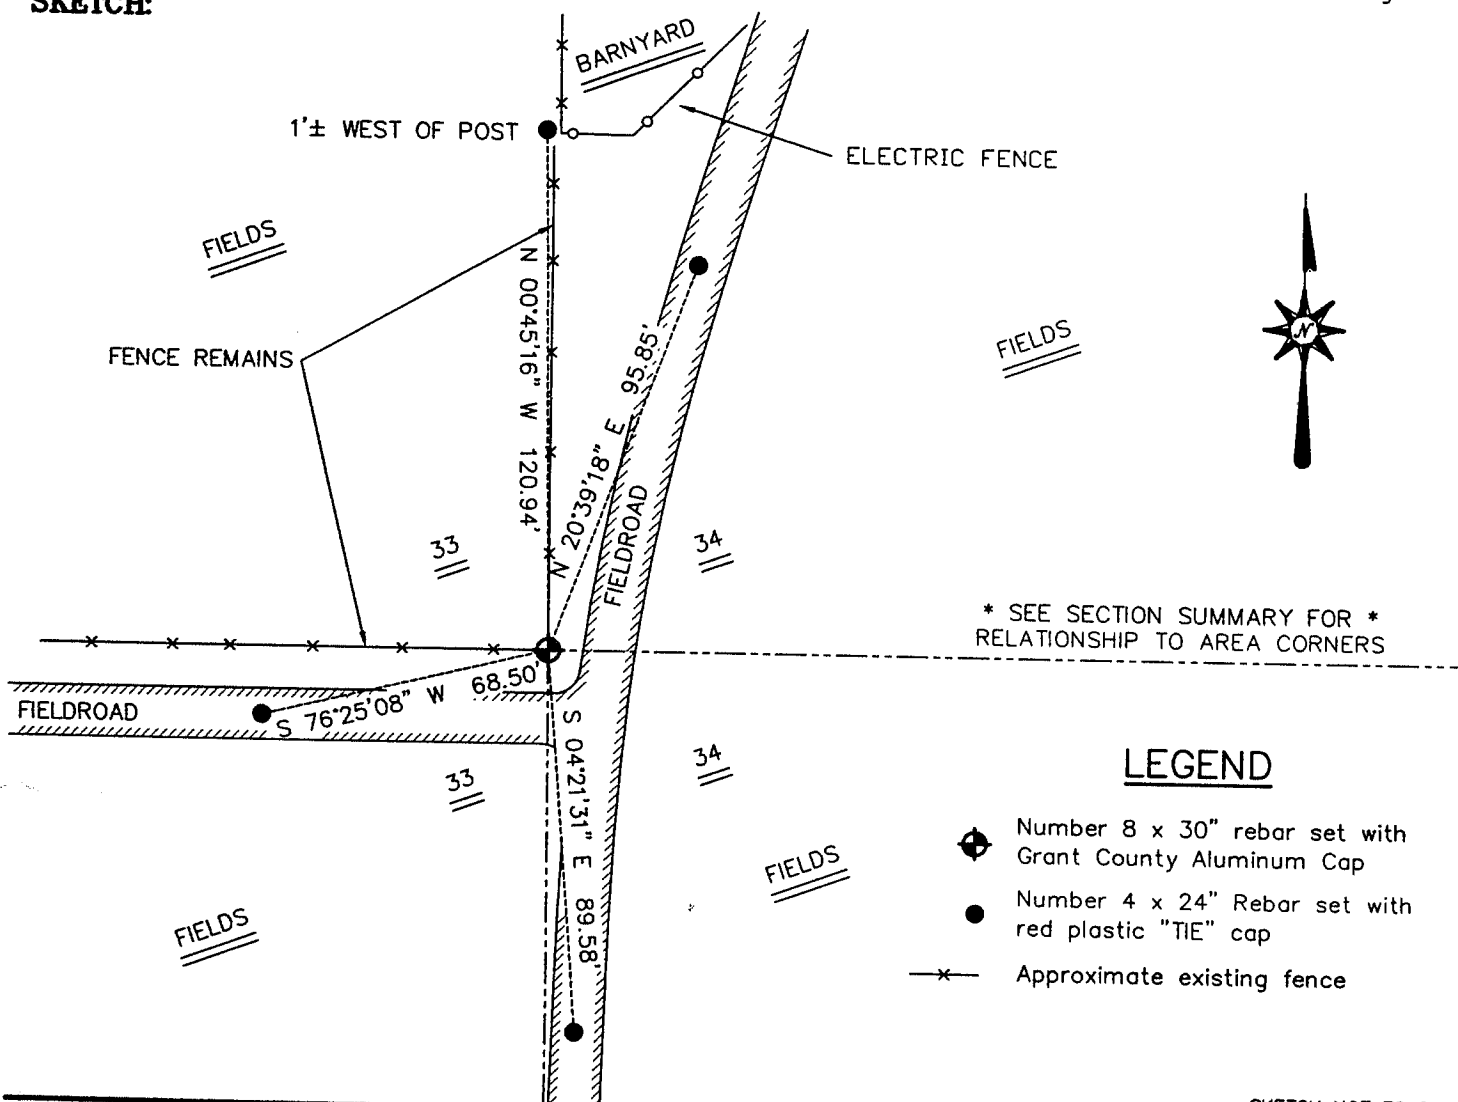 SKETCH:
BARNYARD
1'± WEST OF POST
ELECTRIC FENCE
FIELDS
N 00°45'16" W 120.94'
N 20°39'18" E 95.85'
FIELDS
N
FENCE REMAINS
FIELDROAD
33
34
* SEE SECTION SUMMARY FOR *
RELATIONSHIP TO AREA CORNERS
FIELDROAD
S 76°25'08" W 68.50'
S 04°21'31" E 89.58'
33
34
FIELDS
FIELDS
LEGEND
Number 8 x 30" rebar set with
Grant County Aluminum Cap
Number 4 x 24" Rebar set with
red plastic "TIE" cap
Approximate existing fence